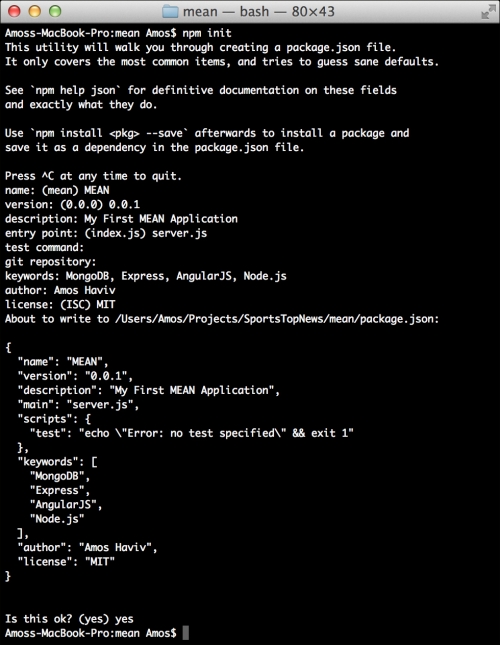 mean — bash — 80×43
Amoss-MacBook-Pro:mean Amos$ npm init
This utility will walk you through creating a package.json file.
It only covers the most common items, and tries to guess sane defaults.

See `npm help json` for definitive documentation on these fields
and exactly what they do.

Use `npm install <pkg> --save` afterwards to install a package and
save it as a dependency in the package.json file.

Press ^C at any time to quit.
name: (mean) MEAN
version: (0.0.0) 0.0.1
description: My First MEAN Application
entry point: (index.js) server.js
test command:
git repository:
keywords: MongoDB, Express, AngularJS, Node.js
author: Amos Haviv
license: (ISC) MIT
About to write to /Users/Amos/Projects/SportsTopNews/mean/package.json:

{
  "name": "MEAN",
  "version": "0.0.1",
  "description": "My First MEAN Application",
  "main": "server.js",
  "scripts": {
    "test": "echo \"Error: no test specified\" && exit 1"
  },
  "keywords": [
    "MongoDB",
    "Express",
    "AngularJS",
    "Node.js"
  ],
  "author": "Amos Haviv",
  "license": "MIT"
}


Is this ok? (yes) yes
Amoss-MacBook-Pro:mean Amos$